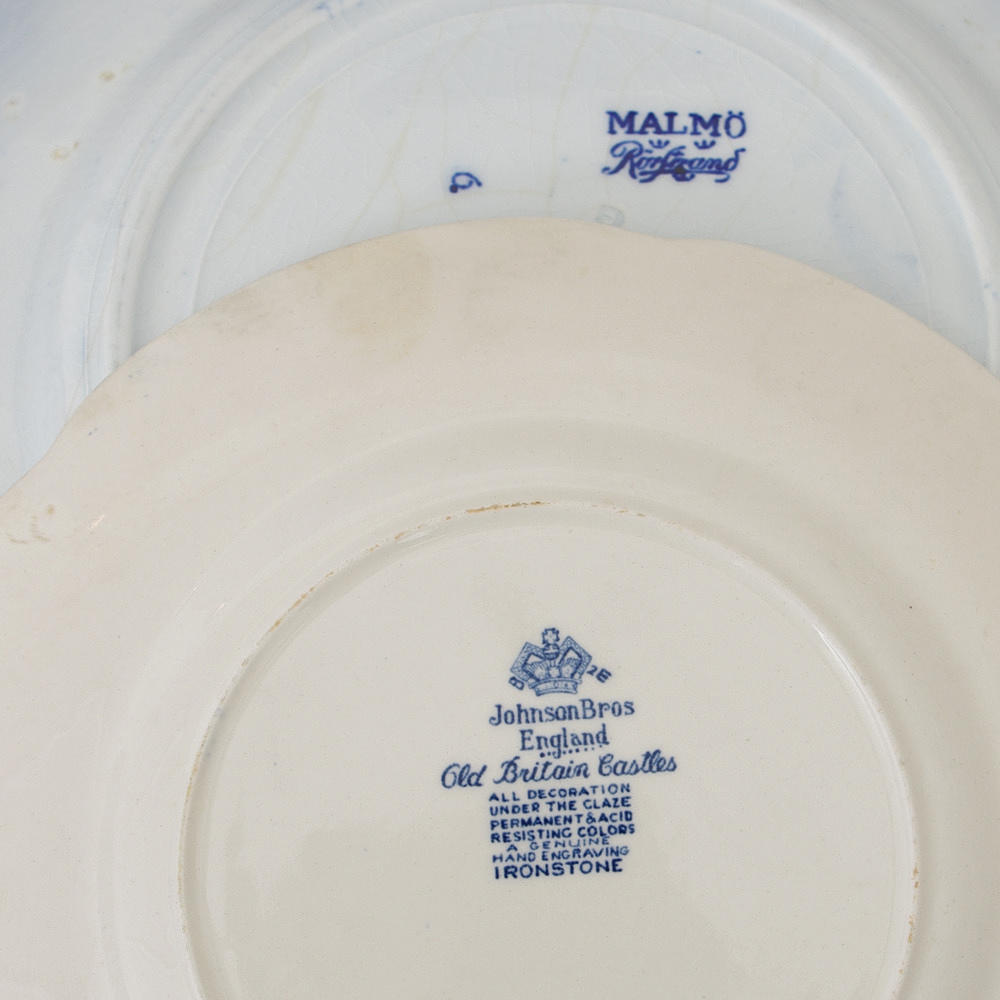 MALMÖ
Rörstrand
B 2E
JohnsonBros
England
Old Britain Castles
ALL DECORATION
UNDER THE GLAZE
PERMANENT & ACID
RESISTING COLORS
A GENUINE
HAND ENGRAVING
IRONSTONE